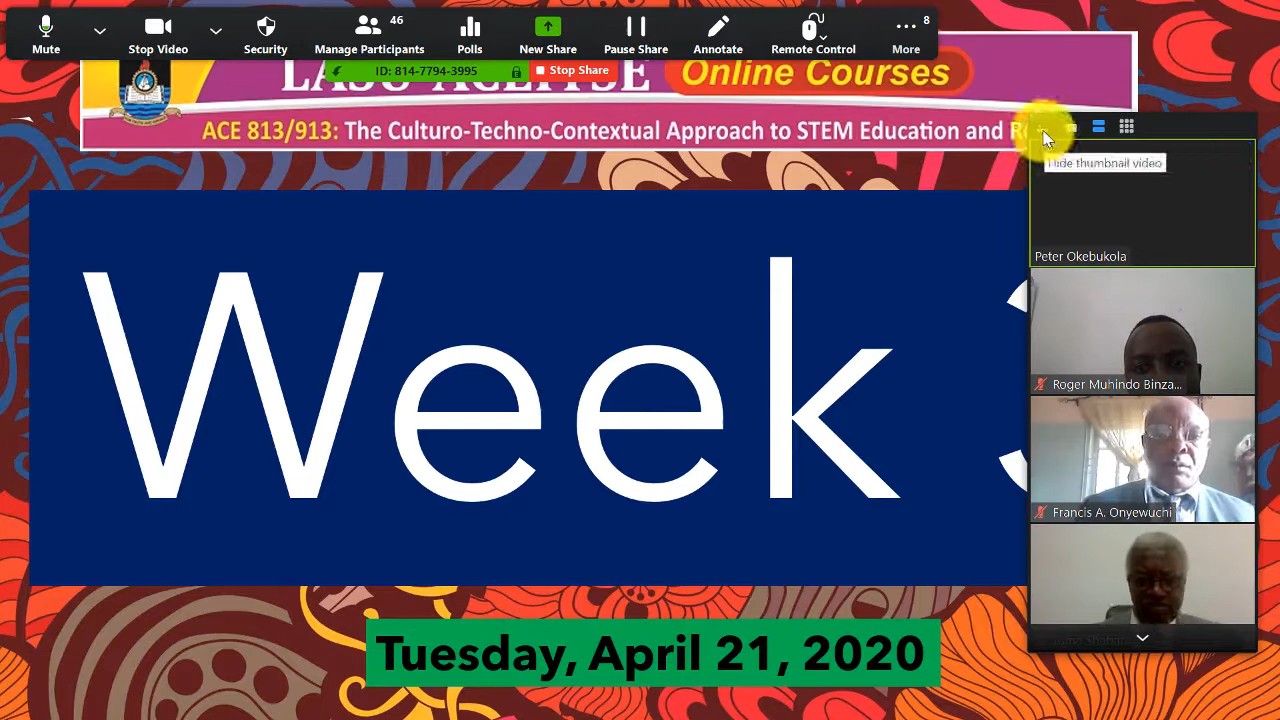 46
8
Mute
Stop Video
Security
Manage Participants
Polls
New Share
Pause Share
Annotate
Remote Control
More
ID: 814-7794-3995
Stop Share
LASU-ACEITSE
Online Courses
ACE 813/913: The Culturo-Techno-Contextual Approach to STEM Education and
Hide thumbnail video
Week
Peter Okebukola
Roger Muhindo Binza...
Francis A. Onyewuchi
Tuesday, April 21, 2020